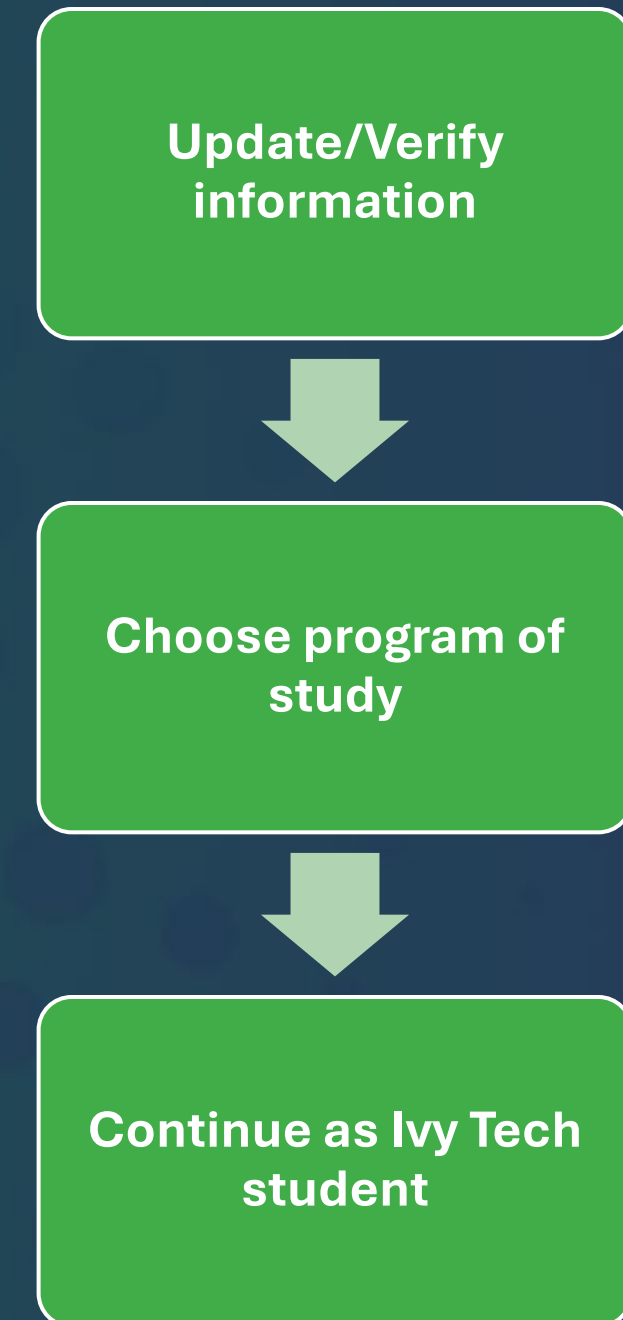 Update/Verify
information
Choose program of
study
Continue as Ivy Tech
student